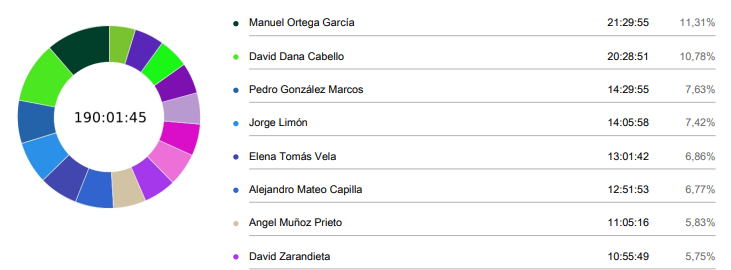 190:01:45
Manuel Ortega García 21:29:55 11,31%
David Dana Cabello 20:28:51 10,78%
Pedro González Marcos 14:29:55 7,63%
Jorge Limón 14:05:58 7,42%
Elena Tomás Vela 13:01:42 6,86%
Alejandro Mateo Capilla 12:51:53 6,77%
Angel Muñoz Prieto 11:05:16 5,83%
David Zarandieta 10:55:49 5,75%